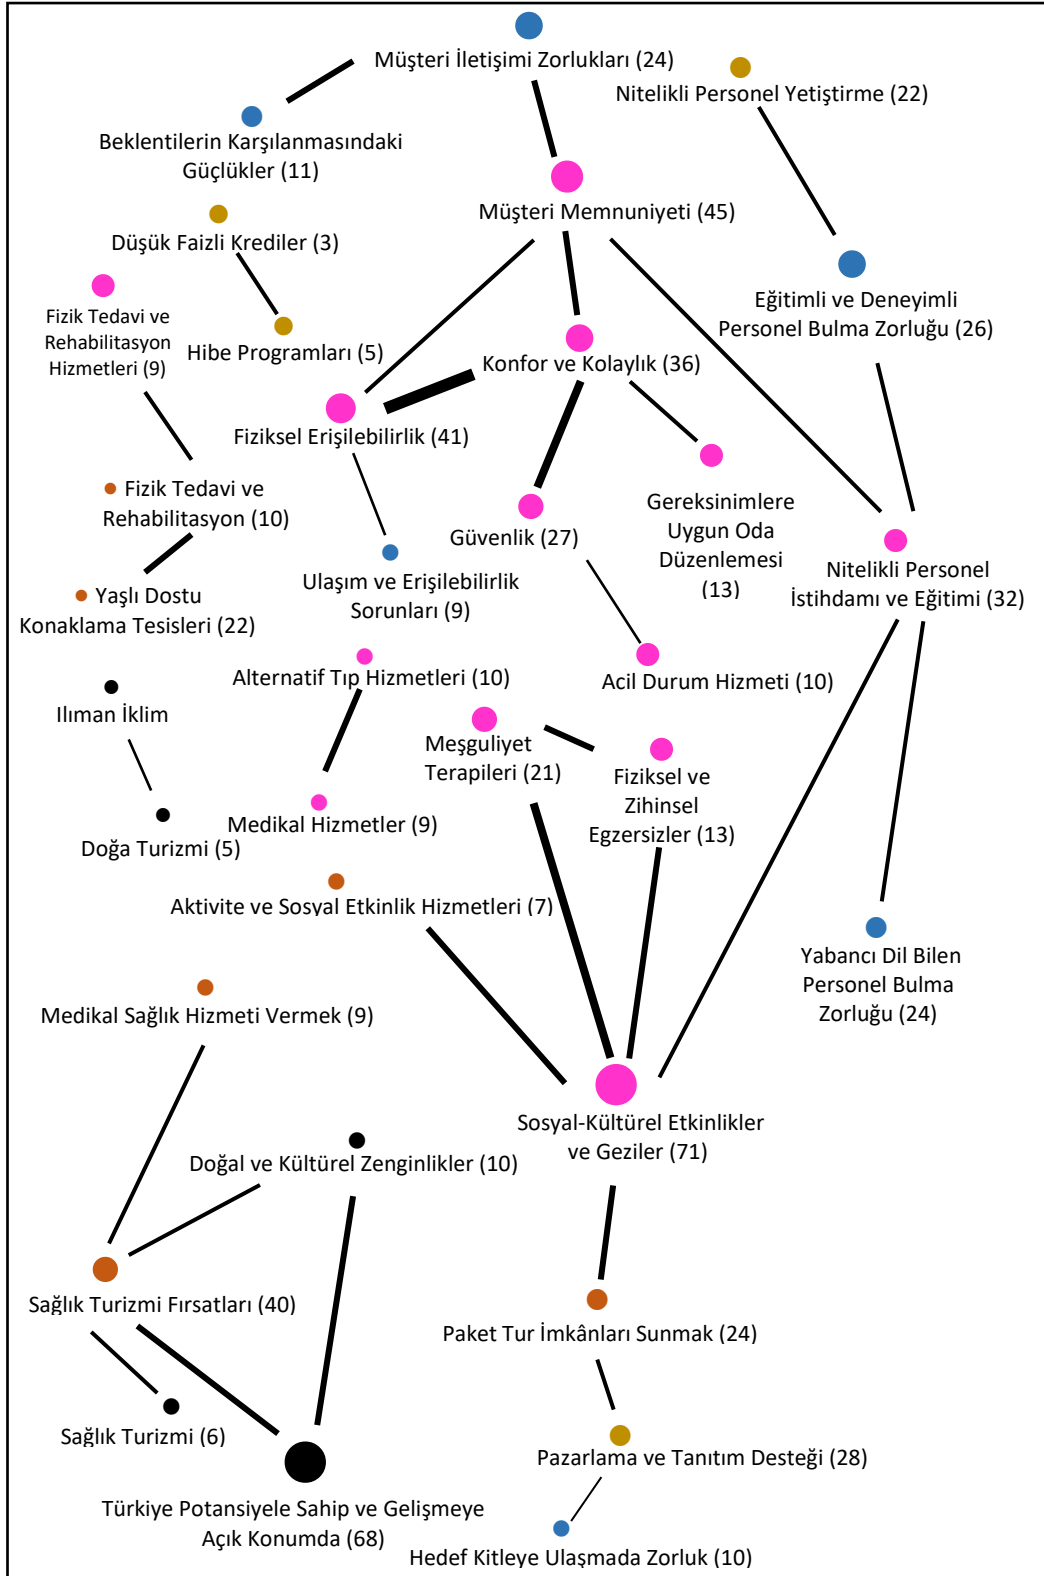 Müşteri İletişimi Zorlukları (24)
Nitelikli Personel Yetiştirme (22)
Beklentilerin Karşılanmasındaki
Güçlükler (11)
Müşteri Memnuniyeti (45)
Düşük Faizli Krediler (3)
Eğitimli ve Deneyimli
Personel Bulma Zorluğu (26)
Fizik Tedavi ve
Rehabilitasyon
Hizmetleri (9)
Hibe Programları (5)
Konfor ve Kolaylık (36)
Fiziksel Erişilebilirlik (41)
Fizik Tedavi ve
Rehabilitasyon (10)
Gereksinimlere
Uygun Oda
Düzenlemesi
(13)
Güvenlik (27)
Nitelikli Personel
İstihdamı ve Eğitimi (32)
Ulaşım ve Erişilebilirlik
Sorunları (9)
Yaşlı Dostu
Konaklama Tesisleri (22)
Alternatif Tıp Hizmetleri (10)
Acil Durum Hizmeti (10)
Ilıman İklim
Meşguliyet
Terapileri (21)
Fiziksel ve
Zihinsel
Egzersizler (13)
Medikal Hizmetler (9)
Doğa Turizmi (5)
Aktivite ve Sosyal Etkinlik Hizmetleri (7)
Yabancı Dil Bilen
Personel Bulma
Zorluğu (24)
Medikal Sağlık Hizmeti Vermek (9)
Sosyal-Kültürel Etkinlikler
ve Geziler (71)
Doğal ve Kültürel Zenginlikler (10)
Sağlık Turizmi Fırsatları (40)
Paket Tur İmkânları Sunmak (24)
Sağlık Turizmi (6)
Pazarlama ve Tanıtım Desteği (28)
Türkiye Potansiyele Sahip ve Gelişmeye
Açık Konumda (68)
Hedef Kitleye Ulaşmada Zorluk (10)